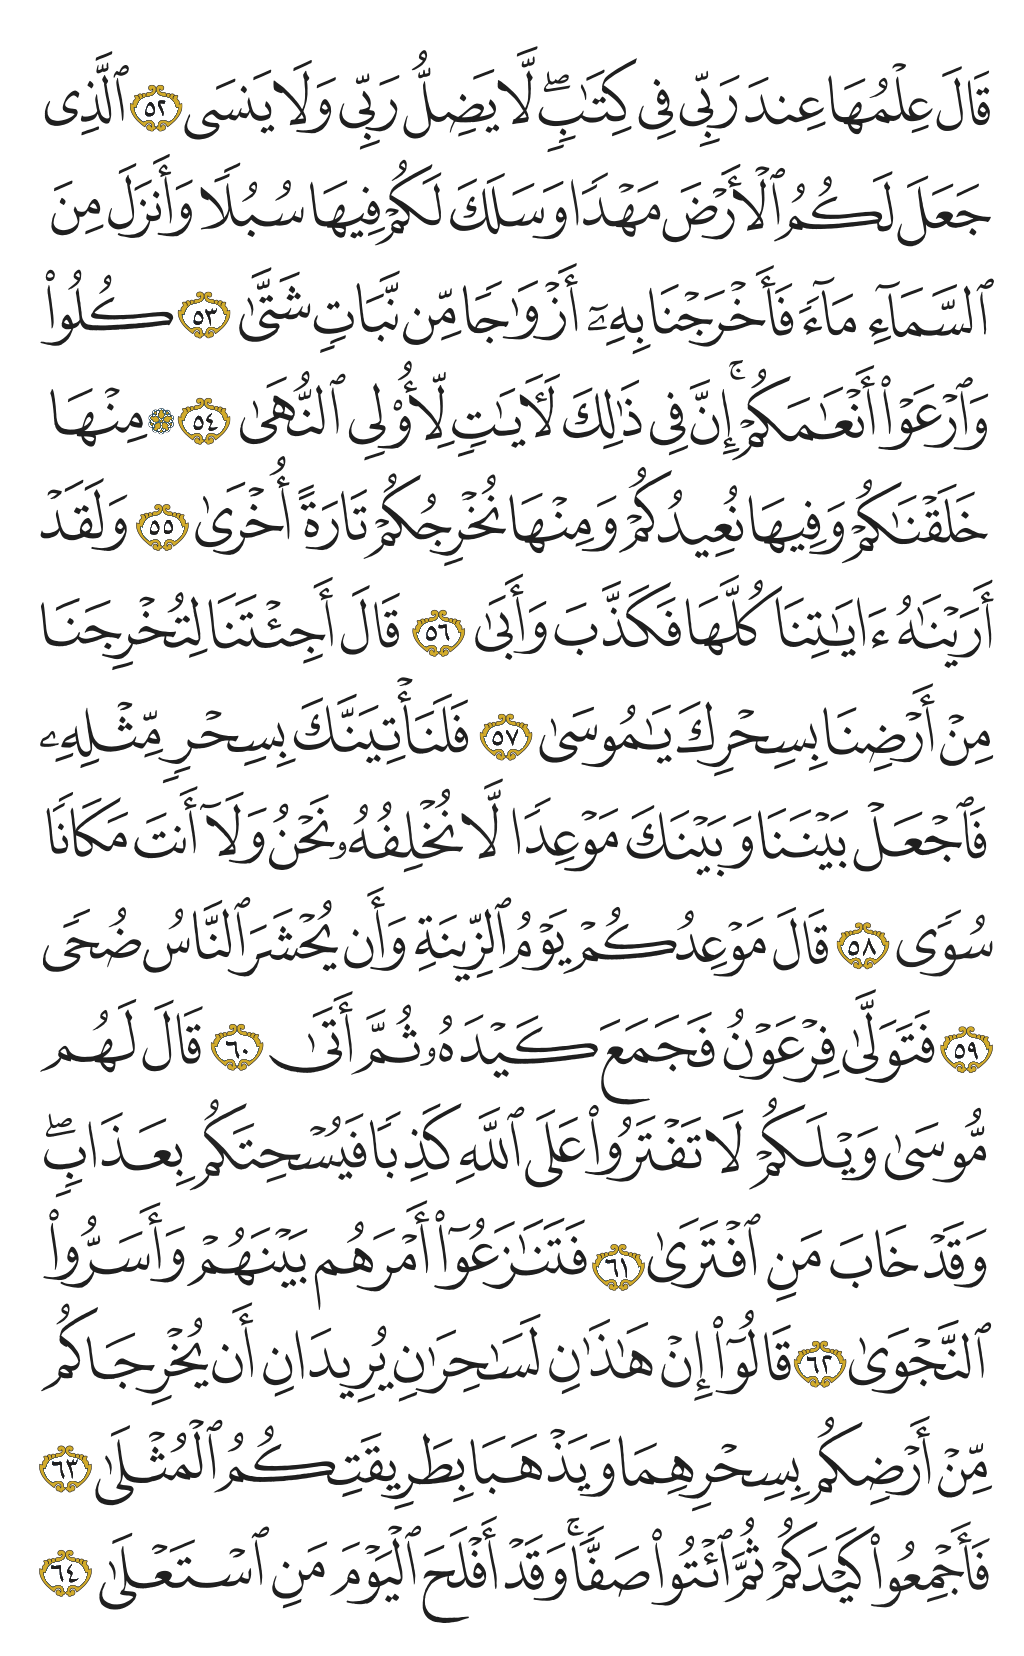 قَالَ عِلْمُهَا عِندَ رَبِّى فِى كِتَٰبٍۖ لَّا يَضِلُّ رَبِّى وَلَا يَنسَى ٥٢ ٱلَّذِى
جَعَلَ لَكُمُ ٱلْأَرْضَ مَهْدًا وَسَلَكَ لَكُمْ فِيهَا سُبُلًا وَأَنزَلَ مِنَ
ٱلسَّمَآءِ مَآءً فَأَخْرَجْنَا بِهِۦٓ أَزْوَٰجًا مِّن نَّبَاتٍ شَتَّىٰ ٥٣ كُلُوا۟
وَٱرْعَوْا۟ أَنْعَٰمَكُمْۚ إِنَّ فِى ذَٰلِكَ لَـَٔايَٰتٍ لِّأُو۟لِى ٱلنُّهَىٰ ٥٤ ۞ مِنْهَا
خَلَقْنَٰكُمْ وَفِيهَا نُعِيدُكُمْ وَمِنْهَا نُخْرِجُكُمْ تَارَةً أُخْرَىٰ ٥٥ وَلَقَدْ
أَرَيْنَٰهُ ءَايَٰتِنَا كُلَّهَا فَكَذَّبَ وَأَبَىٰ ٥٦ قَالَ أَجِئْتَنَا لِتُخْرِجَنَا
مِنْ أَرْضِنَا بِسِحْرِكَ يَٰمُوسَىٰ ٥٧ فَلَنَأْتِيَنَّكَ بِسِحْرٍ مِّثْلِهِۦ
فَٱجْعَلْ بَيْنَنَا وَبَيْنَكَ مَوْعِدًا لَّا نُخْلِفُهُۥ نَحْنُ وَلَآ أَنتَ مَكَانًا
سُوًى ٥٨ قَالَ مَوْعِدُكُمْ يَوْمُ ٱلزِّينَةِ وَأَن يُحْشَرَ ٱلنَّاسُ ضُحًى
٥٩ فَتَوَلَّىٰ فِرْعَوْنُ فَجَمَعَ كَيْدَهُۥ ثُمَّ أَتَىٰ ٦٠ قَالَ لَهُم
مُّوسَىٰ وَيْلَكُمْ لَا تَفْتَرُوا۟ عَلَى ٱللَّهِ كَذِبًا فَيُسْحِتَكُم بِعَذَابٍۖ
وَقَدْ خَابَ مَنِ ٱفْتَرَىٰ ٦١ فَتَنَٰزَعُوٓا۟ أَمْرَهُم بَيْنَهُمْ وَأَسَرُّوا۟
ٱلنَّجْوَىٰ ٦٢ قَالُوٓا۟ إِنْ هَٰذَٰنِ لَسَٰحِرَٰنِ يُرِيدَانِ أَن يُخْرِجَاكُم
مِّنْ أَرْضِكُم بِسِحْرِهِمَا وَيَذْهَبَا بِطَرِيقَتِكُمُ ٱلْمُثْلَىٰ ٦٣
فَأَجْمِعُوا۟ كَيْدَكُمْ ثُمَّ ٱئْتُوا۟ صَفًّاۚ وَقَدْ أَفْلَحَ ٱلْيَوْمَ مَنِ ٱسْتَعْلَىٰ ٦٤